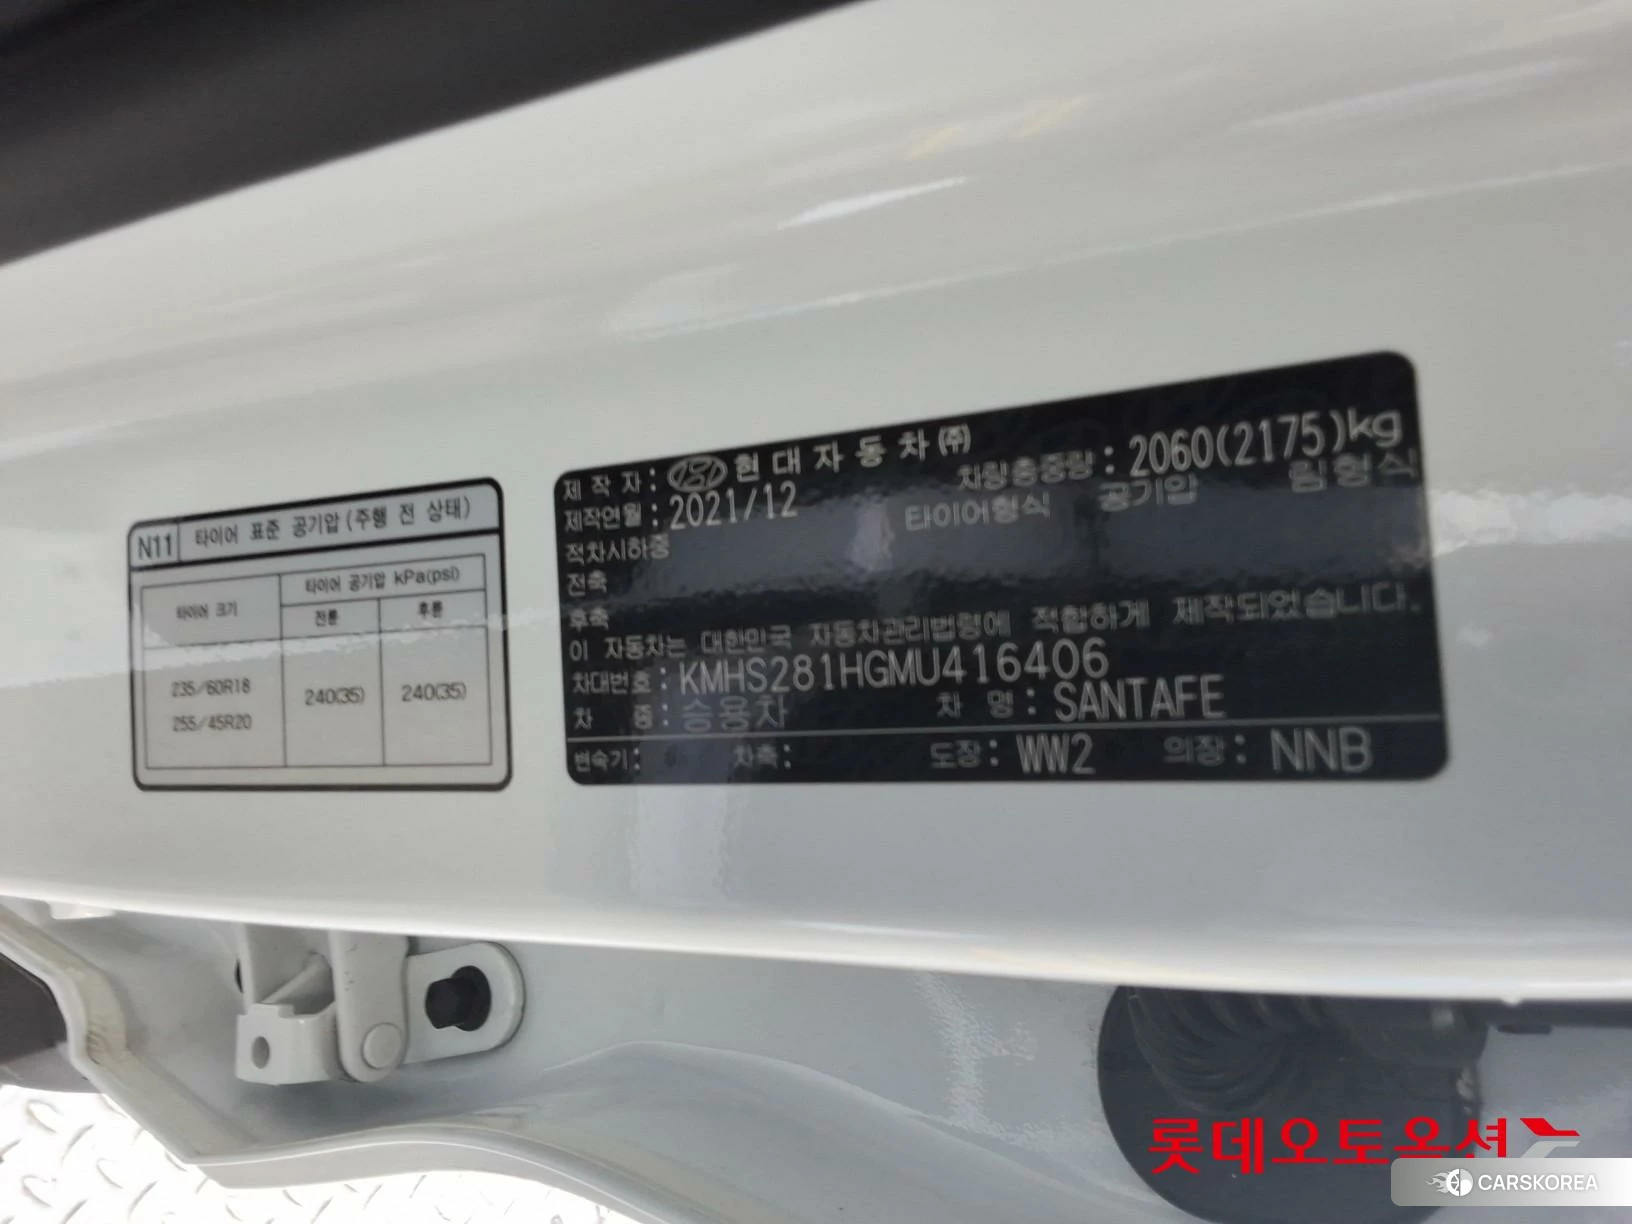 N11 타이어 표준 공기압(주행 전 상태)
타이어 크기
타이어 공기압 kPa(psi)
전륜 후륜
235/60R18
255/45R20
240(35) 240(35)
제작자: 현대자동차㈜
제작연월: 2021/12 차량총중량: 2060(2175)kg
적차시하중 타이어형식 공기압 림형식
전축
후축
이 자동차는 대한민국 자동차관리법령에 적합하게 제작되었습니다.
차대번호: KMHS281HGMU416406
차 종: 승용차 차 명: SANTAFE
변속기: 차축: 도장: WW2 의장: NNB
롯데오토옥션
CARSKOREA